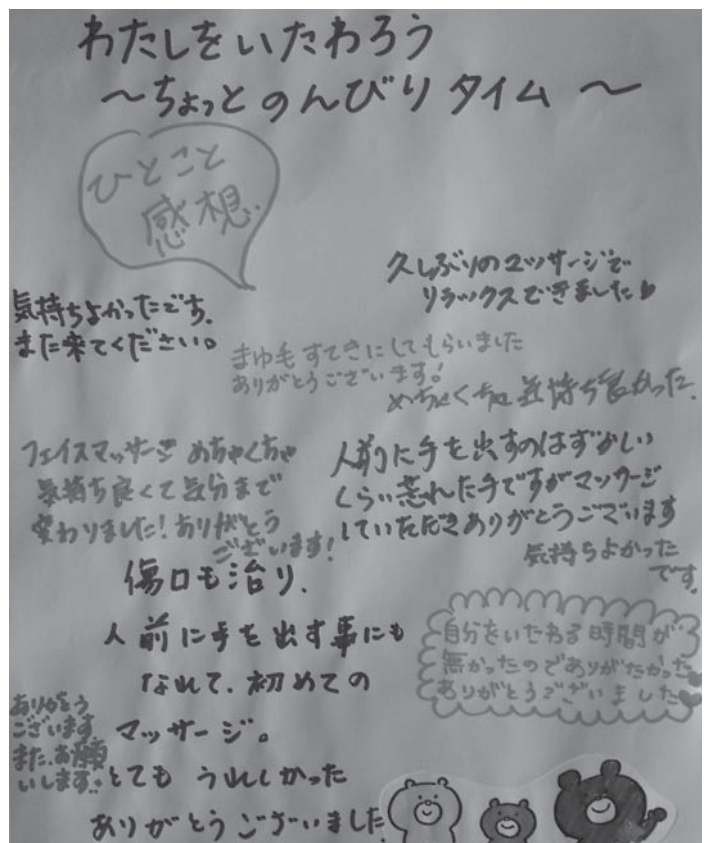 わたしをいたわろう
～ちょっとのんびりタイム～
ひとこと
感想.
久しぶりのマッサージで
リラックスできました♥
気持ちよかったです.
また来てください。
まゆ毛すてきにしてもらいました
ありがとうございます!
めちゃくちゃ気持ち良かった.
フェイスマッサージめちゃくちゃ
気持ち良くて気分まで
変わりました!ありがとう
ございます!
人前に手を出すのはずかしい
くらい荒れた手ですがマッサージ
していただきありがとうございます
気持ちよかった
です.
傷口も治り、
人前に手を出す事にも
なれて、初めての
マッサージ。
とてもうれしかった
ありがとうございました
自分をいたわる時間が
無かったのでありがたかった
ありがとうございました♥
ありがとう
ございます
また、お願
いします.